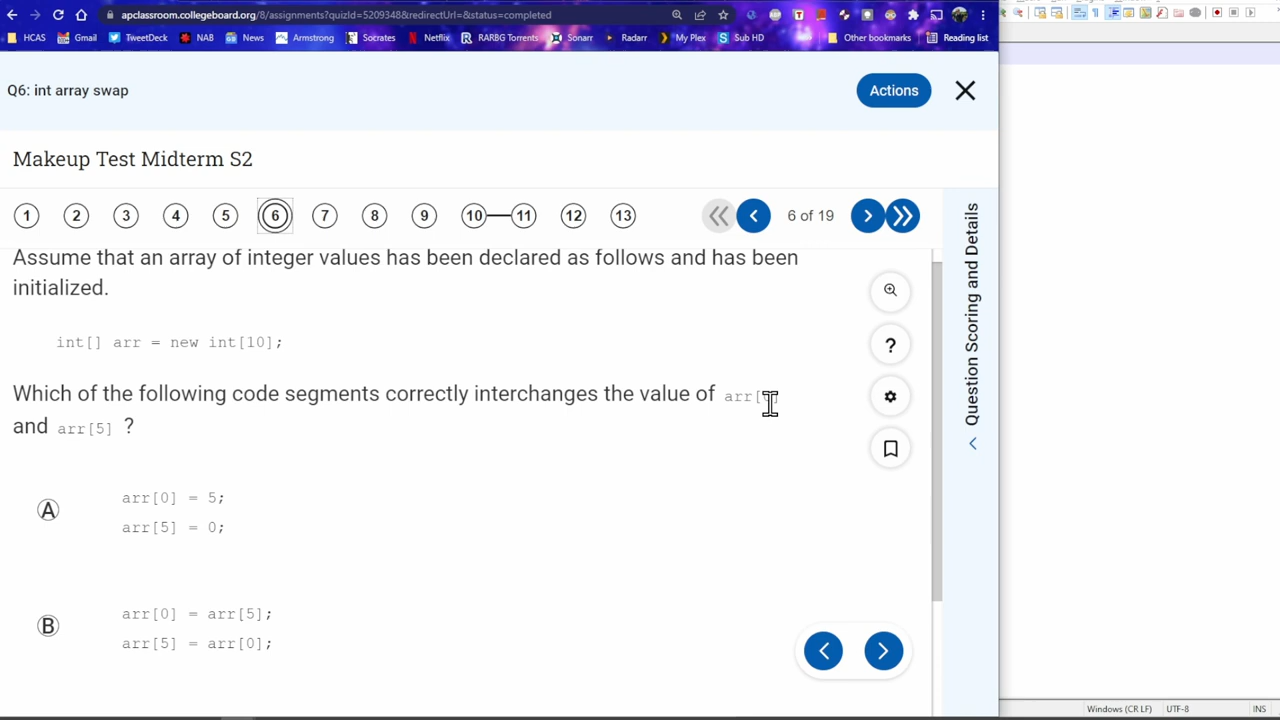 apclassroom.collegeboard.org/8/assignments?quizId=5209348&redirectUrl=&status=completed
HCAS Gmail TweetDeck NAB News Armstrong Socrates Netflix RARBG Torrents Sonarr Radarr My Plex Sub HD Other bookmarks Reading list
Q6: int array swap
Actions
Makeup Test Midterm S2
1 2 3 4 5 6 7 8 9 10 11 12 13
6 of 19
Assume that an array of integer values has been declared as follows and has been
initialized.
int[] arr = new int[10];
Which of the following code segments correctly interchanges the value of arr[
and arr[5] ?
A
arr[0] = 5;
arr[5] = 0;
B
arr[0] = arr[5];
arr[5] = arr[0];
Question Scoring and Details
?
Windows (CR LF) UTF-8 INS